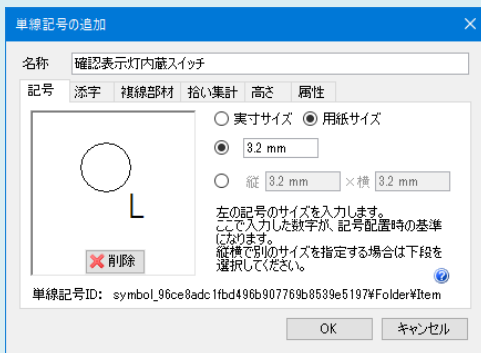 単線記号の追加
名称 確認表示灯内蔵スイッチ
記号 添字 複線部材 拾い集計 高さ 属性
実寸サイズ 用紙サイズ
3.2 mm
縦 3.2 mm ×横 3.2 mm
L
左の記号のサイズを入力します。
ここで入力した数字が、記号配置時の基準
になります。
縦横で別のサイズを指定する場合は下段を
選択してください。
削除
?
単線記号ID: symbol_96ce8adc1fbd496b907769b8539e5197¥Folder¥Item
OK キャンセル